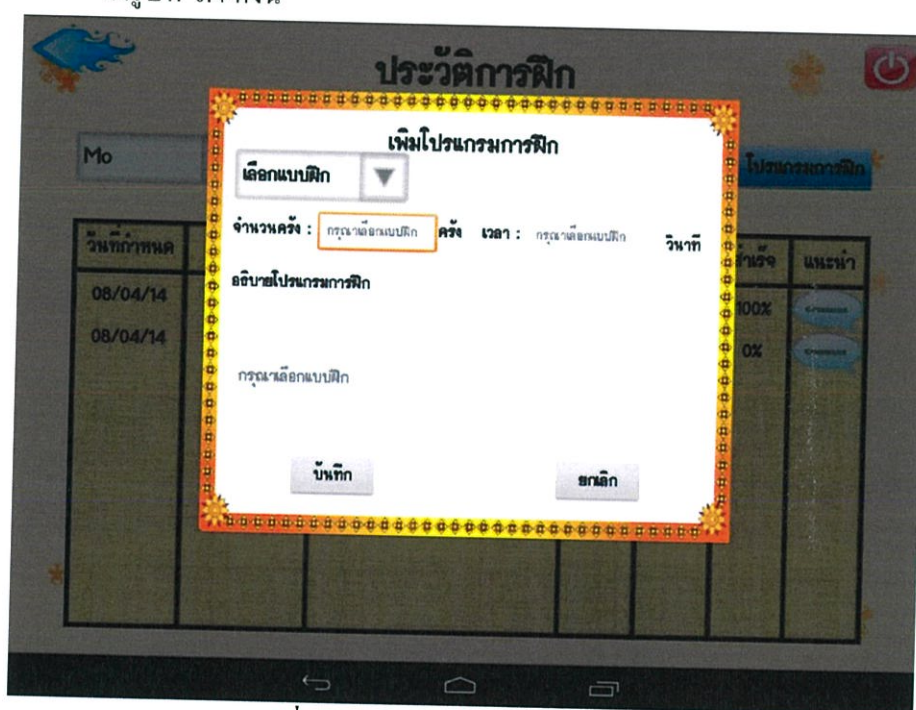 ประวัติการฝึก
เพิ่มโปรแกรมการฝึก
Mo
เลือกแบบฝึก
โปรแกรมการฝึก
จำนวนครั้ง : กรุณาเลือกแบบฝึก ครั้ง เวลา : กรุณาเลือกแบบฝึก วินาที
วันที่กำหนด สำเร็จ แนะนำ
อธิบายโปรแกรมการฝึก
08/04/14 100%
08/04/14 0%
กรุณาเลือกแบบฝึก
บันทึก ยกเลิก